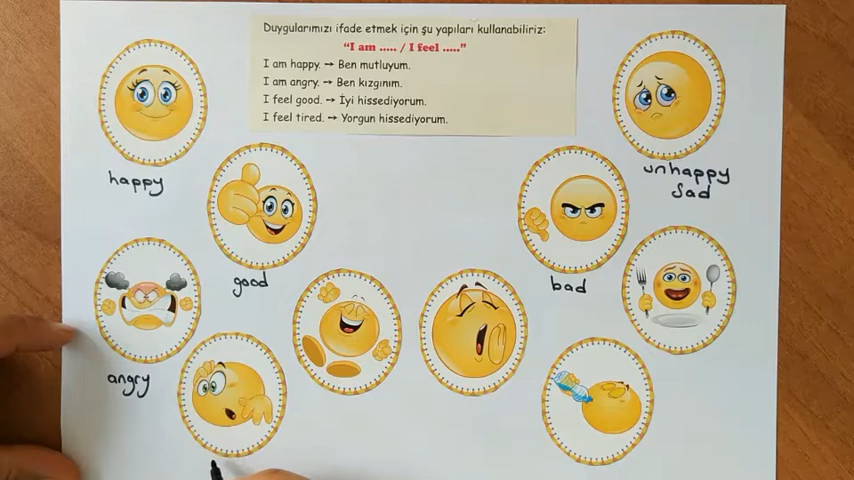 Duygularımızı ifade etmek için şu yapıları kullanabiliriz:
"I am ..... / I feel ....."
I am happy. → Ben mutluyum.
I am angry. → Ben kızgınım.
I feel good. → İyi hissediyorum.
I feel tired. → Yorgun hissediyorum.
happy
unhappy
sad
good
bad
angry